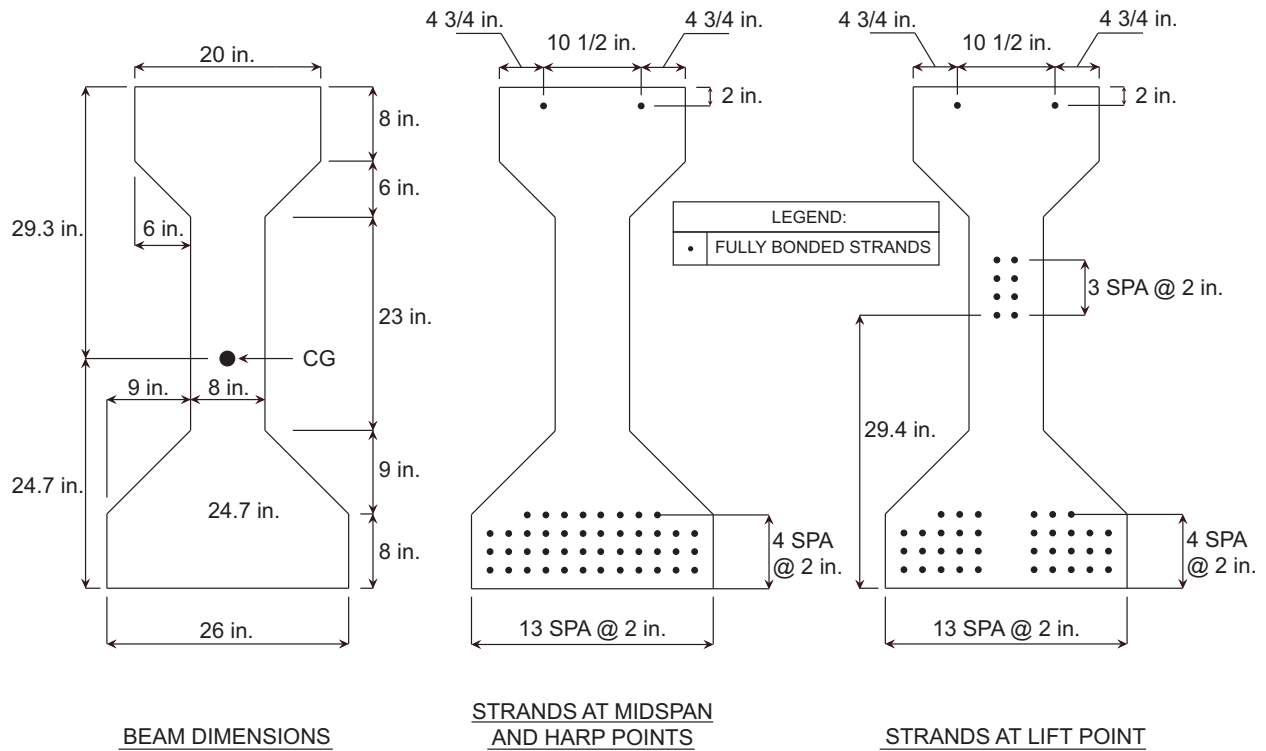 20 in.
8 in.
6 in.
29.3 in.
6 in.
23 in.
CG
9 in.
8 in.
24.7 in.
24.7 in.
9 in.
8 in.
26 in.
BEAM DIMENSIONS
4 3/4 in.
4 3/4 in.
10 1/2 in.
2 in.
LEGEND:
FULLY BONDED STRANDS
4 SPA
@ 2 in.
13 SPA @ 2 in.
STRANDS AT MIDSPAN
AND HARP POINTS
4 3/4 in.
4 3/4 in.
10 1/2 in.
2 in.
3 SPA @ 2 in.
29.4 in.
4 SPA
@ 2 in.
13 SPA @ 2 in.
STRANDS AT LIFT POINT